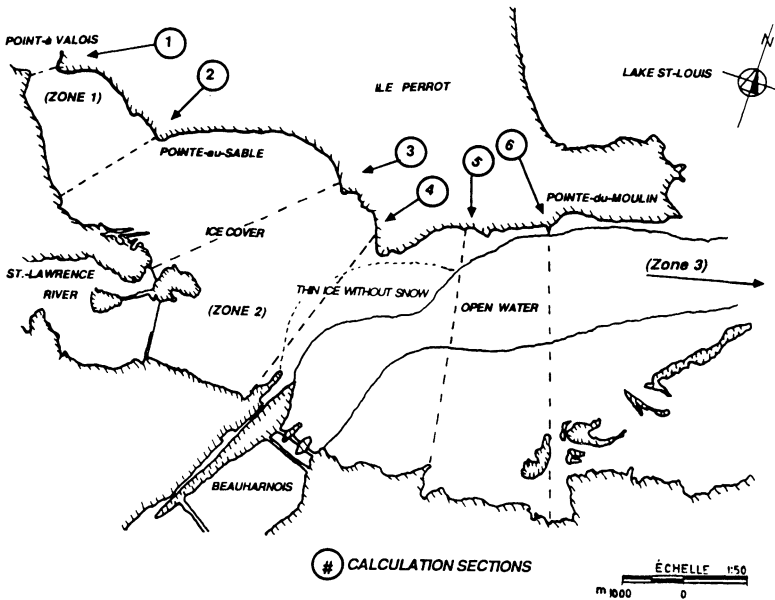 N
POINT-à VALOIS
1
2
(ZONE 1)
ILE PERROT
LAKE ST-LOUIS
POINTE-au-SABLE
3
4
5
6
POINTE-du-MOULIN
ICE COVER
ST.-LAWRENCE
RIVER
(ZONE 2)
THIN ICE WITHOUT SNOW
OPEN WATER
(Zone 3)
BEAUHARNOIS
# CALCULATION SECTIONS
ÉCHELLE 1:50
m 1000 0